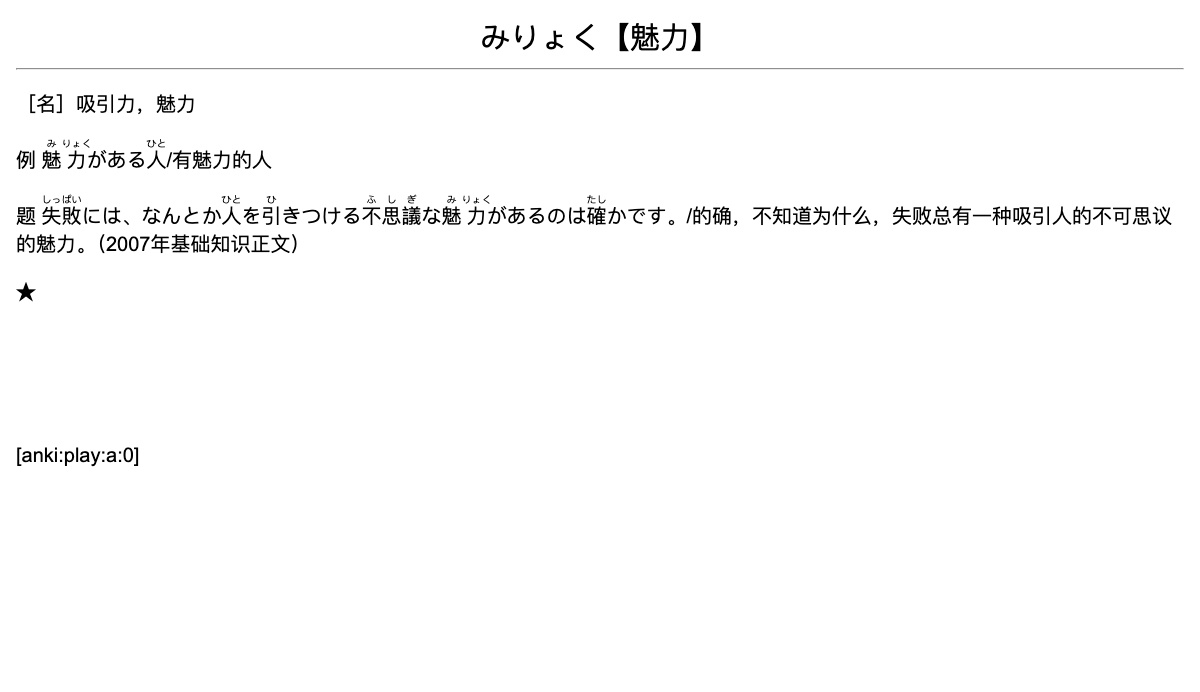 みりょく【魅力】
［名］吸引力，魅力
み りょく ひと
例 魅力がある人/有魅力的人
しっぱい ひと ひ ふ し ぎ み りょく たし
题 失敗には、なんとか人を引きつける不思議な魅力があるのは確かです。/的确，不知道为什么，失败总有一种吸引人的不可思议
的魅力。（2007年基础知识正文）
★
[anki:play:a:0]